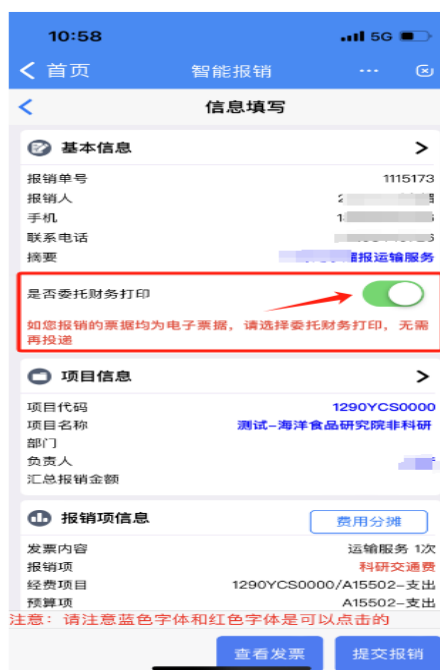 10:58 5G
首页 智能报销
信息填写
基本信息
报销单号 1115173
报销人
手机
联系电话
摘要 报运输服务
是否委托财务打印
如您报销的票据均为电子票据，请选择委托财务打印，无需
再投递
项目信息
项目代码 1290YCS0000
项目名称 测试-海洋食品研究院非科研
部门
负责人
汇总报销金额
报销项信息 费用分摊
发票内容 运输服务 1次
报销项 科研交通费
经费项目 1290YCS0000/A15502-支出
预算项 A15502-支出
注意：请注意蓝色字体和红色字体是可以点击的
查看发票 提交报销